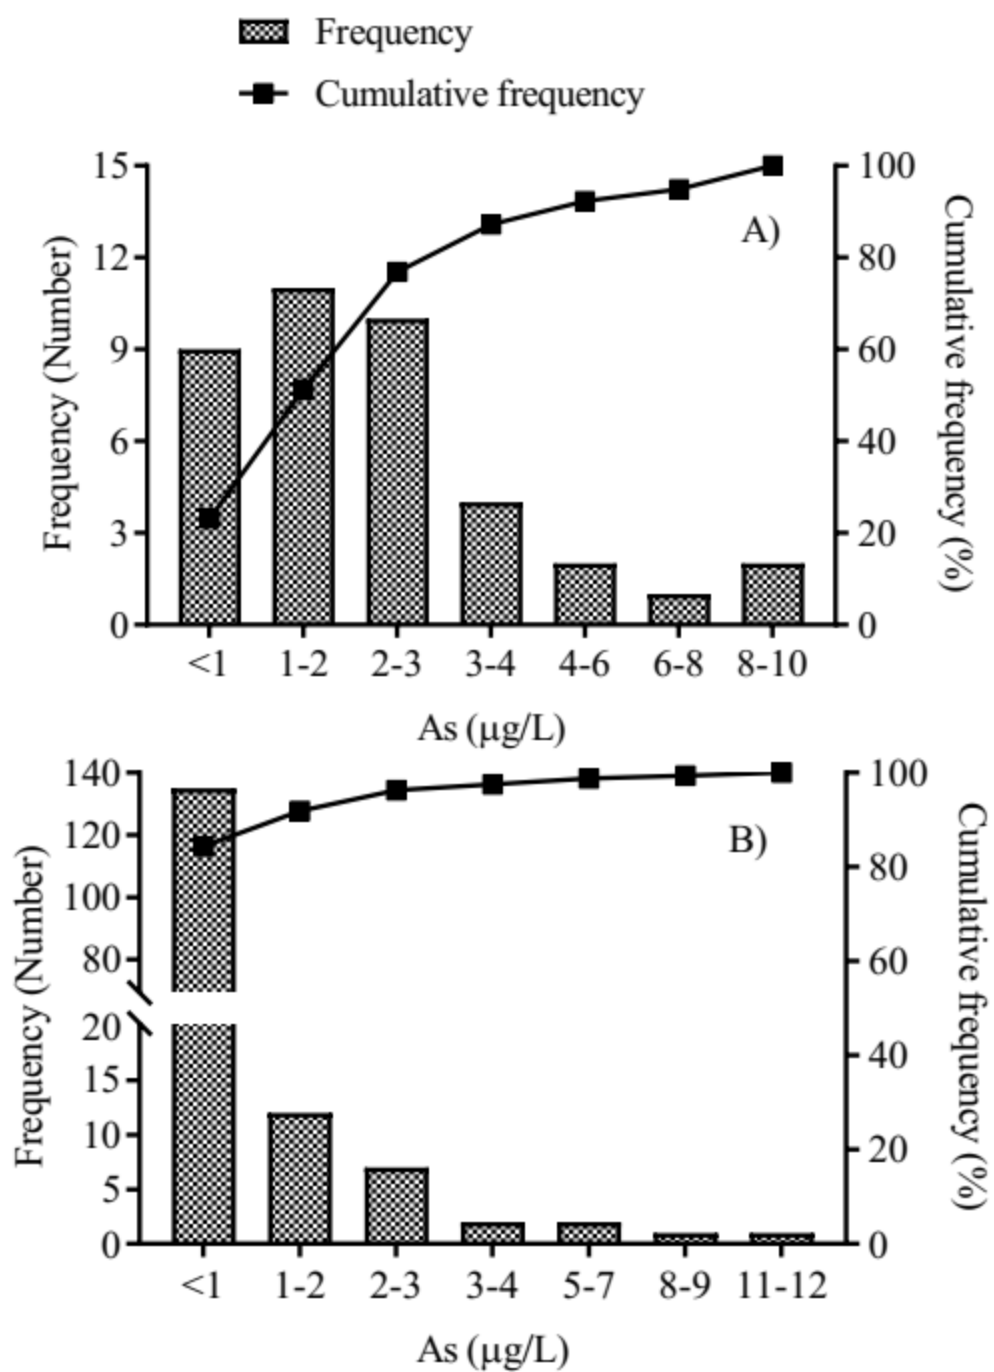 Frequency
Cumulative frequency
A)
Frequency (Number)
15
12
9
6
3
0
Cumulative frequency (%)
100
80
60
40
20
0
<1 1-2 2-3 3-4 4-6 6-8 8-10
As (µg/L)
B)
Frequency (Number)
140
120
100
80
20
15
10
5
0
Cumulative frequency (%)
100
80
60
40
20
0
<1 1-2 2-3 3-4 5-7 8-9 11-12
As (µg/L)